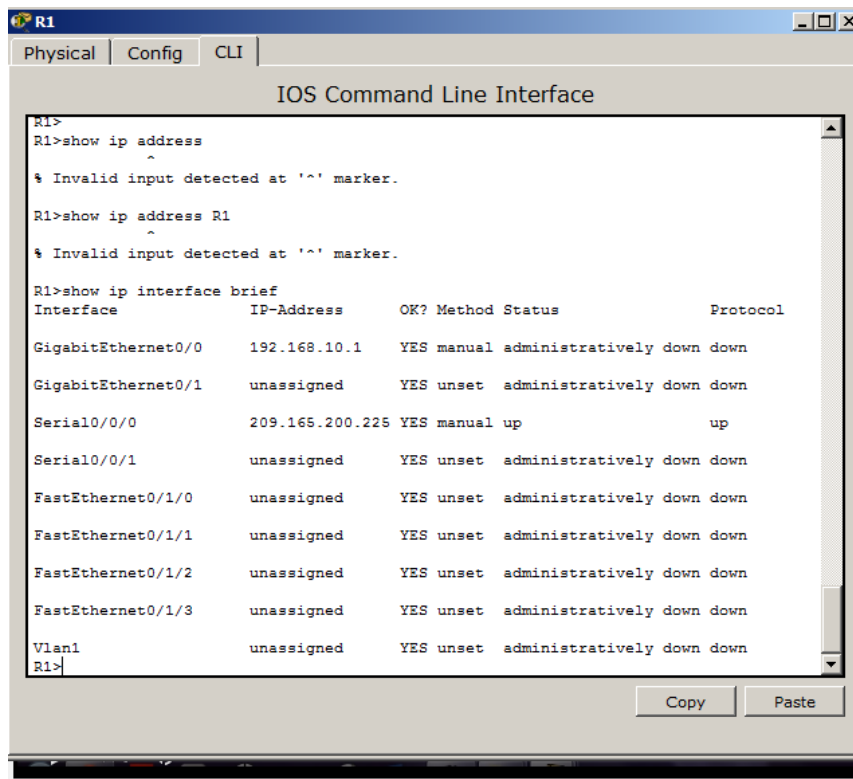 R1
Physical Config CLI
IOS Command Line Interface
R1>
R1>show ip address
^
% Invalid input detected at '^' marker.
R1>show ip address R1
^
% Invalid input detected at '^' marker.
R1>show ip interface brief
Interface IP-Address OK? Method Status Protocol
GigabitEthernet0/0 192.168.10.1 YES manual administratively down down
GigabitEthernet0/1 unassigned YES unset administratively down down
Serial0/0/0 209.165.200.225 YES manual up up
Serial0/0/1 unassigned YES unset administratively down down
FastEthernet0/1/0 unassigned YES unset administratively down down
FastEthernet0/1/1 unassigned YES unset administratively down down
FastEthernet0/1/2 unassigned YES unset administratively down down
FastEthernet0/1/3 unassigned YES unset administratively down down
Vlan1 unassigned YES unset administratively down down
R1>
Copy Paste